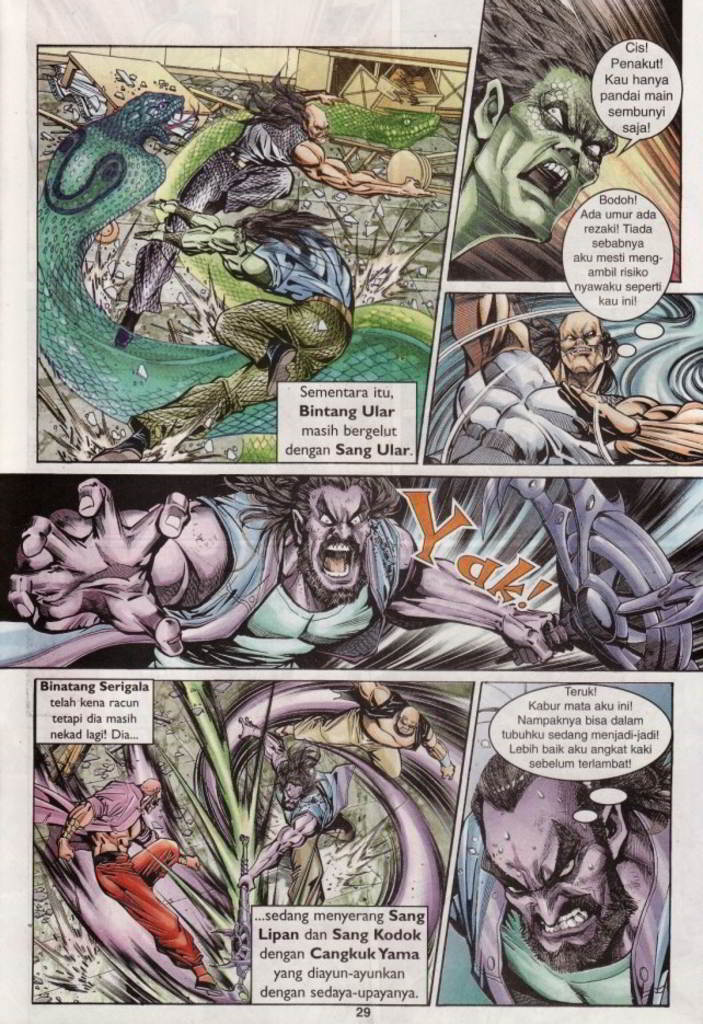 Cis!
Penakut!
Kau hanya
pandai main
sembunyi
saja!
Bodoh!
Ada umur ada
rezaki! Tiada
sebabnya
aku mesti meng-
ambil risiko
nyawaku seperti
kau ini!
Sementara itu,
Bintang Ular
masih bergelut
dengan Sang Ular.
Yak!
Binatang Serigala
telah kena racun
tetapi dia masih
nekad lagi! Dia...
...sedang menyerang Sang
Lipan dan Sang Kodok
dengan Cangkuk Yama
yang diayun-ayunkan
dengan sedaya-upayanya.
Teruk!
Kabur mata aku ini!
Nampaknya bisa dalam
tubuhku sedang menjadi-jadi!
Lebih baik aku angkat kaki
sebelum terlambat!
29